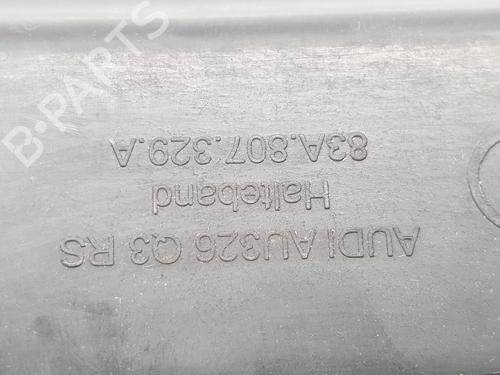 AUDI AU326 Q3 RS
Halteband
83A.807.329.A
B-PARTS